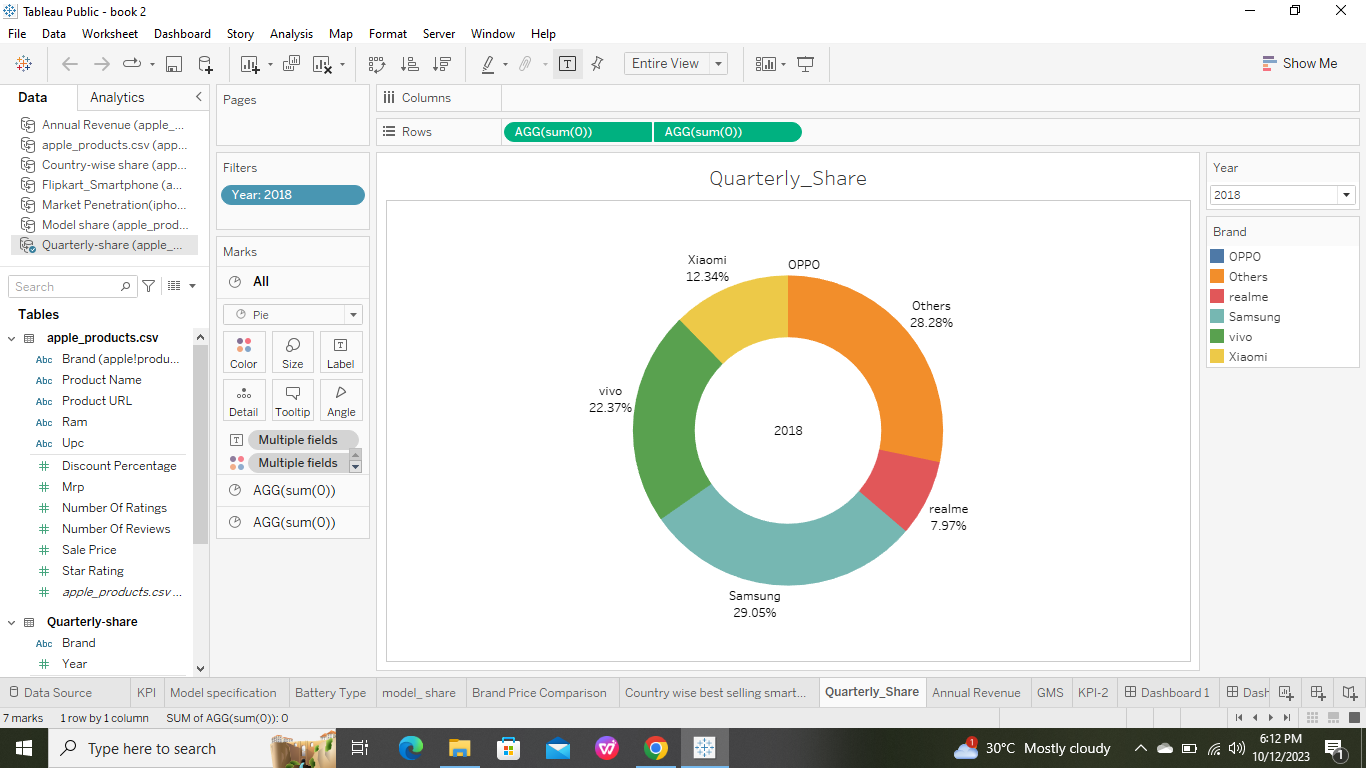 Tableau Public - book 2
File Data Worksheet Dashboard Story Analysis Map Format Server Window Help
Entire View
Show Me
Data Analytics
Annual Revenue (apple_...
apple_products.csv (app...
Country-wise share (app...
Flipkart_Smartphone (a...
Market Penetration(ipho...
Model share (apple_prod...
Quarterly-share (apple_...
Search
Tables
apple_products.csv
Abc Brand (apple!produ...
Abc Product Name
Abc Product URL
Abc Ram
Abc Upc
# Discount Percentage
# Mrp
# Number Of Ratings
# Number Of Reviews
# Sale Price
# Star Rating
# apple_products.csv ...
Quarterly-share
Abc Brand
# Year
Pages
Filters
Year: 2018
Marks
All
Pie
Color Size Label
Detail Tooltip Angle
Multiple fields
Multiple fields
AGG(sum(0))
AGG(sum(0))
Columns
Rows AGG(sum(0)) AGG(sum(0))
Quarterly_Share
Xiaomi
12.34%
OPPO
Others
28.28%
vivo
22.37%
2018
realme
7.97%
Samsung
29.05%
Year
2018
Brand
OPPO
Others
realme
Samsung
vivo
Xiaomi
Data Source KPI Model specification Battery Type model_ share Brand Price Comparison Country wise best selling smart... Quarterly_Share Annual Revenue GMS KPI-2 Dashboard 1 Dash
7 marks 1 row by 1 column SUM of AGG(sum(0)): 0
Type here to search
1
30°C Mostly cloudy
6:12 PM
10/12/2023
1